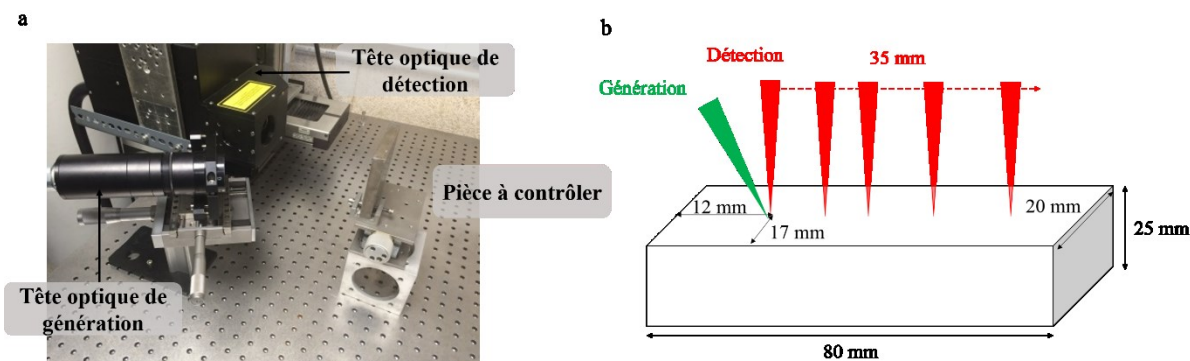 a
Tête optique de
détection
Pièce à contrôler
Tête optique de
génération
b
Détection
35 mm
Génération
12 mm
17 mm
20 mm
25 mm
80 mm